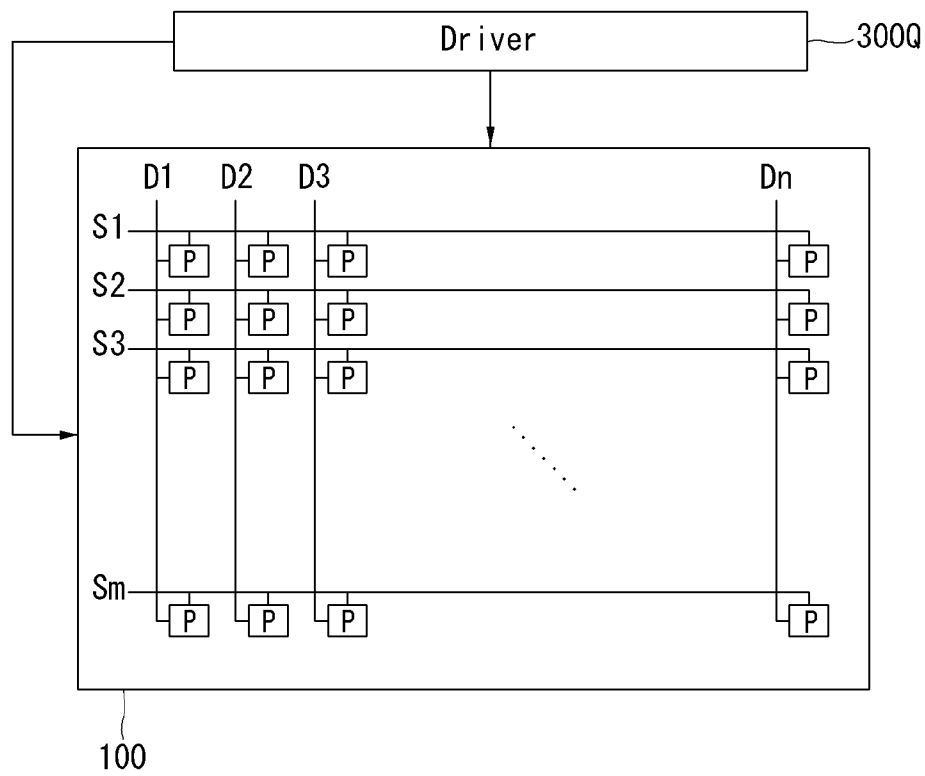 Driver
300Q
D1 D2 D3 Dn
S1
P P P P
S2
P P P P
S3
P P P P
Sm
P P P P
100